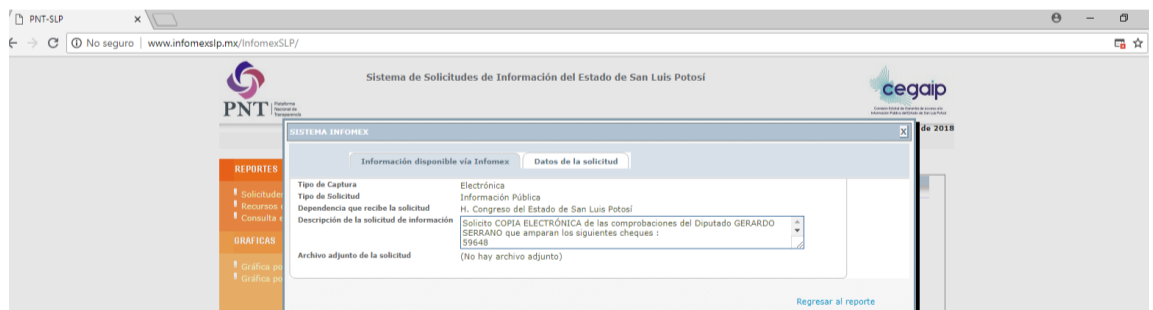 PNT-SLP
No seguro | www.infomexslp.mx/InfomexSLP/
Sistema de Solicitudes de Información del Estado de San Luis Potosí
PNT
Plataforma Nacional de Transparencia
cegaip
de 2018
SISTEMA INFOMEX
X
Información disponible vía Infomex
Datos de la solicitud
REPORTES
Solicitudes
Recursos
Consulta
GRAFICAS
Gráfica po
Gráfica po
Tipo de Captura Electrónica
Tipo de Solicitud Información Pública
Dependencia que recibe la solicitud H. Congreso del Estado de San Luis Potosí
Descripción de la solicitud de información Solicito COPIA ELECTRÓNICA de las comprobaciones del Diputado GERARDO
SERRANO que amparan los siguientes cheques :
59648
Archivo adjunto de la solicitud (No hay archivo adjunto)
Regresar al reporte